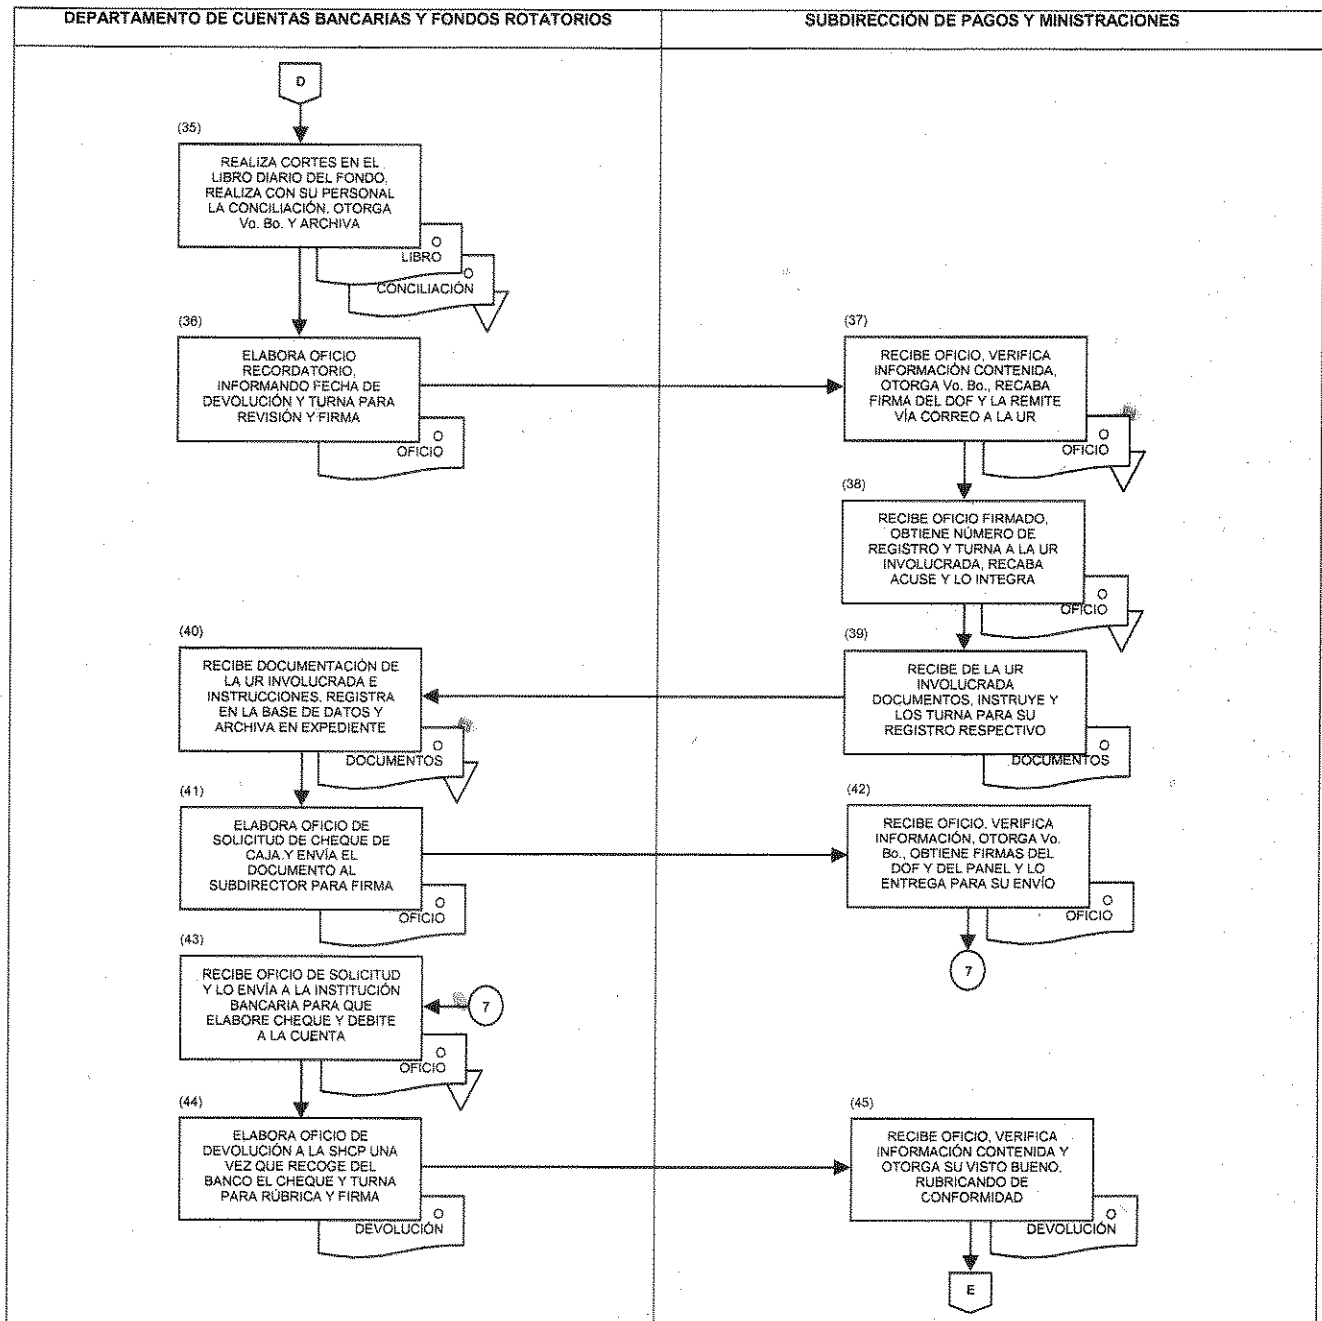 DEPARTAMENTO DE CUENTAS BANCARIAS Y FONDOS ROTATORIOS
SUBDIRECCIÓN DE PAGOS Y MINISTRACIONES
D
(35)
REALIZA CORTES EN EL
LIBRO DIARIO DEL FONDO,
REALIZA CON SU PERSONAL
LA CONCILIACIÓN, OTORGA
Vo. Bo. Y ARCHIVA
O
LIBRO
O
CONCILIACIÓN
(36)
ELABORA OFICIO
RECORDATORIO,
INFORMANDO FECHA DE
DEVOLUCIÓN Y TURNA PARA
REVISIÓN Y FIRMA
O
OFICIO
(37)
RECIBE OFICIO, VERIFICA
INFORMACIÓN CONTENIDA,
OTORGA Vo. Bo., RECABA
FIRMA DEL DOF Y LA REMITE
VÍA CORREO A LA UR
O
OFICIO
(38)
RECIBE OFICIO FIRMADO,
OBTIENE NÚMERO DE
REGISTRO Y TURNA A LA UR
INVOLUCRADA, RECABA
ACUSE Y LO INTEGRA
O
OFICIO
(39)
RECIBE DE LA UR
INVOLUCRADA
DOCUMENTOS, INSTRUYE Y
LOS TURNA PARA SU
REGISTRO RESPECTIVO
O
DOCUMENTOS
(40)
RECIBE DOCUMENTACIÓN DE
LA UR INVOLUCRADA E
INSTRUCCIONES, REGISTRA
EN LA BASE DE DATOS Y
ARCHIVA EN EXPEDIENTE
O
DOCUMENTOS
(41)
ELABORA OFICIO DE
SOLICITUD DE CHEQUE DE
CAJA Y ENVÍA EL
DOCUMENTO AL
SUBDIRECTOR PARA FIRMA
O
OFICIO
(42)
RECIBE OFICIO, VERIFICA
INFORMACIÓN, OTORGA Vo.
Bo., OBTIENE FIRMAS DEL
DOF Y DEL PANEL Y LO
ENTREGA PARA SU ENVÍO
O
OFICIO
7
(43)
RECIBE OFICIO DE SOLICITUD
Y LO ENVÍA A LA INSTITUCIÓN
BANCARIA PARA QUE
ELABORE CHEQUE Y DEBITE
A LA CUENTA
7
O
OFICIO
(44)
ELABORA OFICIO DE
DEVOLUCIÓN A LA SHCP UNA
VEZ QUE RECOGE DEL
BANCO EL CHEQUE Y TURNA
PARA RÚBRICA Y FIRMA
O
DEVOLUCIÓN
(45)
RECIBE OFICIO, VERIFICA
INFORMACIÓN CONTENIDA Y
OTORGA SU VISTO BUENO,
RUBRICANDO DE
CONFORMIDAD
O
DEVOLUCIÓN
E